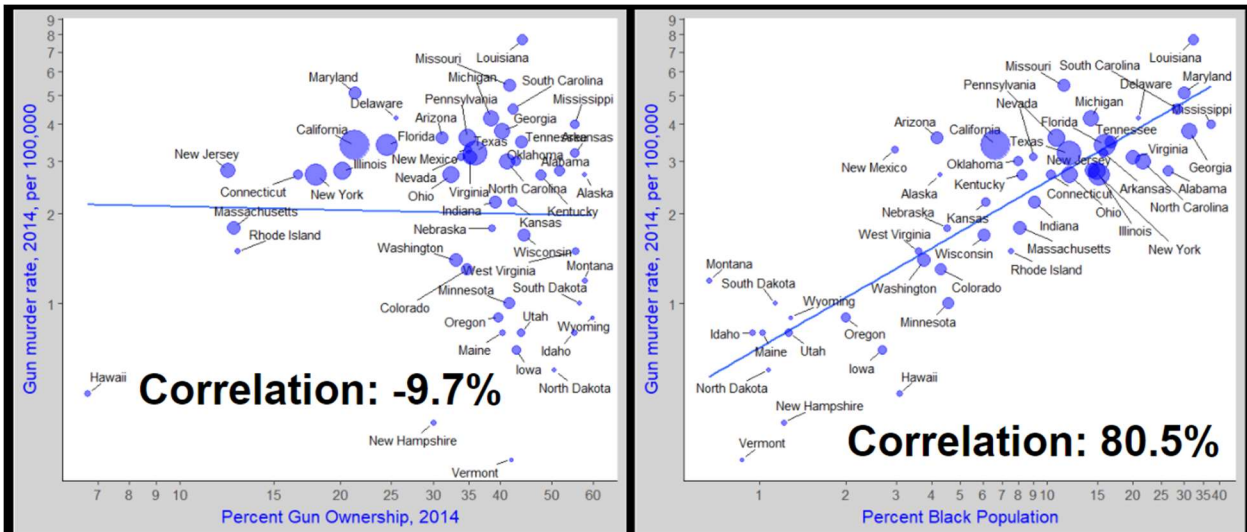 Gun murder rate, 2014, per 100,000
9
8
7
6
5
4
3
2
1
Louisiana
Missouri
Michigan
South Carolina
Maryland
Delaware
Pennsylvania
Mississippi
Arizona
Georgia
California
Florida
Texas
Tennessee
Arkansas
New Jersey
Illinois
New Mexico
Oklahoma
Alabama
Nevada
Connecticut
New York
Ohio
Virginia
North Carolina
Alaska
Massachusetts
Indiana
Kansas
Kentucky
Rhode Island
Nebraska
Washington
Wisconsin
West Virginia
Montana
Colorado
Minnesota
South Dakota
Oregon
Utah
Wyoming
Maine
Idaho
Iowa
North Dakota
Hawaii
Correlation: -9.7%
New Hampshire
Vermont
7
10
15
20
25
30
35
40
50
60
Percent Gun Ownership, 2014
Gun murder rate, 2014, per 100,000
9
8
7
6
5
4
3
2
1
Louisiana
Missouri
South Carolina
Maryland
Pennsylvania
Delaware
Nevada
Michigan
Mississippi
Arizona
California
Florida
Texas
Tennessee
New Mexico
Oklahoma
New Jersey
Virginia
Georgia
Alaska
Kentucky
Connecticut
Arkansas
Alabama
Nebraska
Kansas
Ohio
North Carolina
West Virginia
Indiana
Illinois
Wisconsin
Massachusetts
New York
Montana
Rhode Island
South Dakota
Washington
Colorado
Wyoming
Minnesota
Idaho
Maine
Utah
Oregon
Iowa
North Dakota
Hawaii
New Hampshire
Vermont
Correlation: 80.5%
1
2
3
4
5
6
7
8
9
10
15
20
25
30
35
40
Percent Black Population